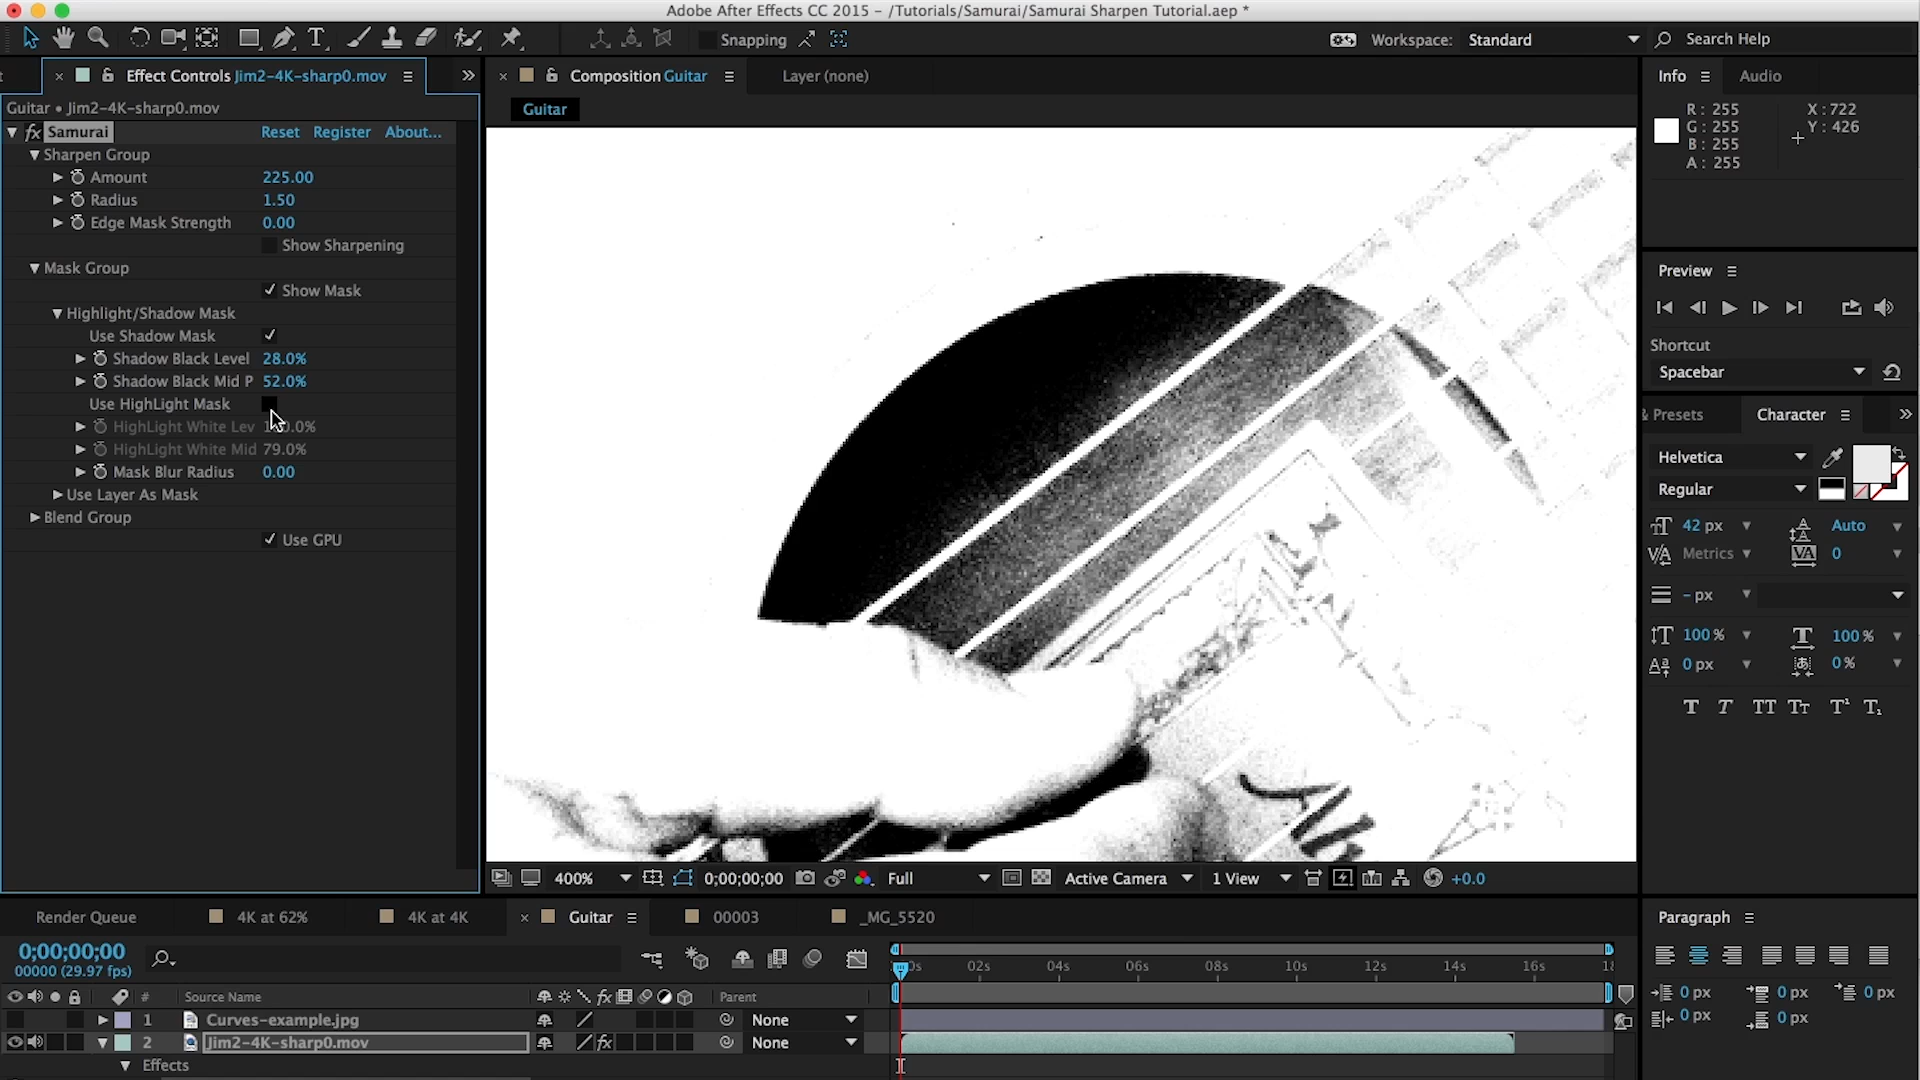 Adobe After Effects CC 2015 – /Tutorials/Samurai/Samurai Sharpen Tutorial.aep *
Snapping
Workspace: Standard
Search Help
Effect Controls Jim2-4K-sharp0.mov
Composition Guitar
Layer (none)
Info
Audio
Guitar • Jim2-4K-sharp0.mov
Guitar
R: 255
G: 255
B: 255
A: 255
X: 722
Y: 426
fx Samurai Reset Register About...
Sharpen Group
Amount 225.00
Radius 1.50
Edge Mask Strength 0.00
Show Sharpening
Mask Group
Show Mask
Highlight/Shadow Mask
Use Shadow Mask
Shadow Black Level 28.0%
Shadow Black Mid P 52.0%
Use HighLight Mask
HighLight White Lev
HighLight White Mid 79.0%
Mask Blur Radius 0.00
Use Layer As Mask
Blend Group
Use GPU
Preview
Shortcut
Spacebar
& Presets
Character
Helvetica
Regular
42 px Auto
Metrics 0
- px
100 % 100 %
0 px 0 %
T T TT Tt T¹ T₁
400% 0;00;00;00 Full Active Camera 1 View +0.0
Render Queue 4K at 62% 4K at 4K Guitar 00003 _MG_5520
0;00;00;00
00000 (29.97 fps)
02s 04s 06s 08s 10s 12s 14s 16s
# Source Name fx Parent
1 Curves-example.jpg None
2 Jim2-4K-sharp0.mov fx None
Effects
Paragraph
0 px 0 px 0 px
0 px 0 px